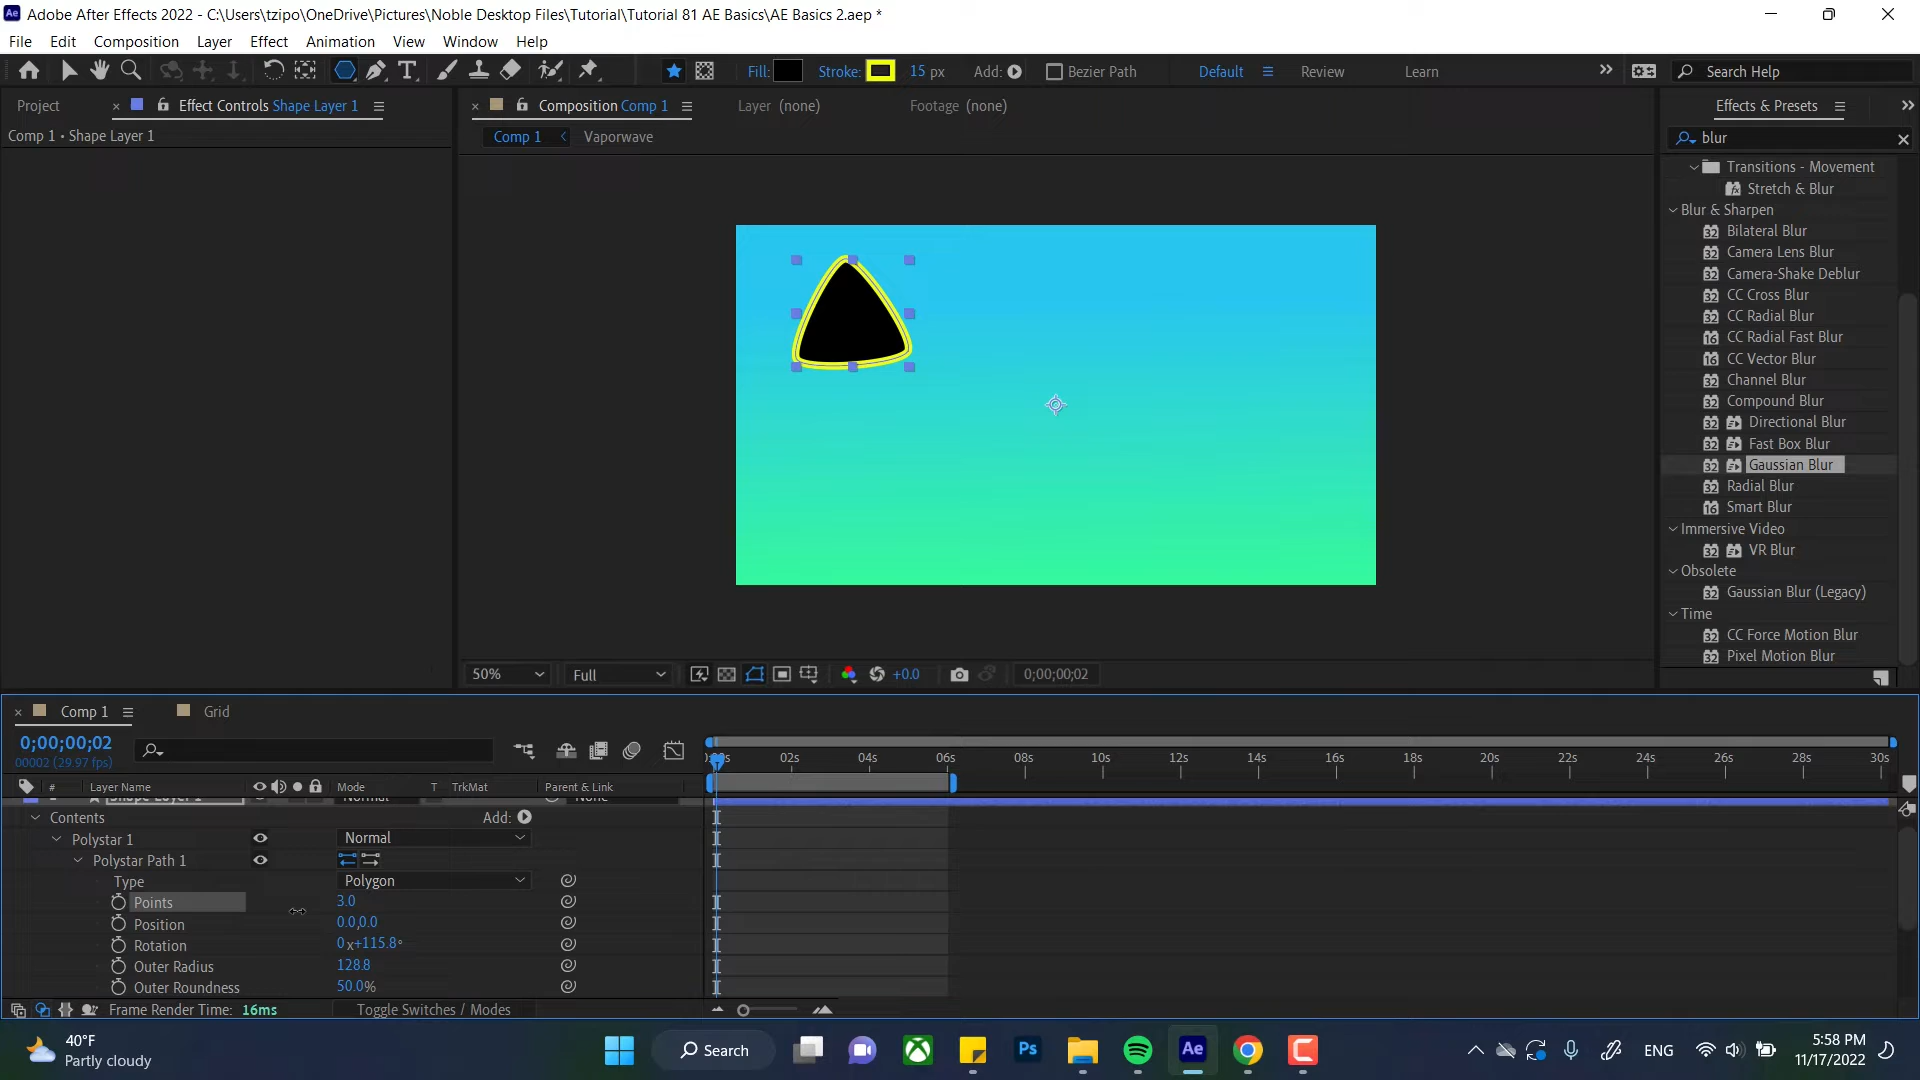 Adobe After Effects 2022 - C:\Users\tzipo\OneDrive\Pictures\Noble Desktop Files\Tutorial\Tutorial 81 AE Basics\AE Basics 2.aep *
File Edit Composition Layer Effect Animation View Window Help
Fill: Stroke: 15 px Add: Bezier Path Default Review Learn Search Help
Project Effect Controls Shape Layer 1
Comp 1 • Shape Layer 1
Composition Comp 1 Layer (none) Footage (none)
Comp 1 Vaporwave
Effects & Presets
blur
Transitions - Movement
Stretch & Blur
Blur & Sharpen
Bilateral Blur
Camera Lens Blur
Camera-Shake Deblur
CC Cross Blur
CC Radial Blur
CC Radial Fast Blur
CC Vector Blur
Channel Blur
Compound Blur
Directional Blur
Fast Box Blur
Gaussian Blur
Radial Blur
Smart Blur
Immersive Video
VR Blur
Obsolete
Gaussian Blur (Legacy)
Time
CC Force Motion Blur
Pixel Motion Blur
50% Full +0.0 0;00;00;02
Comp 1 Grid
0;00;00;02
00002 (29.97 fps)
02s 04s 06s 08s 10s 12s 14s 16s 18s 20s 22s 24s 26s 28s 30s
# Layer Name Mode T TrkMat Parent & Link
Contents Add:
Polystar 1 Normal
Polystar Path 1
Type Polygon
Points 3.0
Position 0.0,0.0
Rotation 0x+115.8°
Outer Radius 128.8
Outer Roundness 50.0%
Frame Render Time: 16ms Toggle Switches / Modes
40°F
Partly cloudy
Search
Ps
Ae
ENG
5:58 PM
11/17/2022